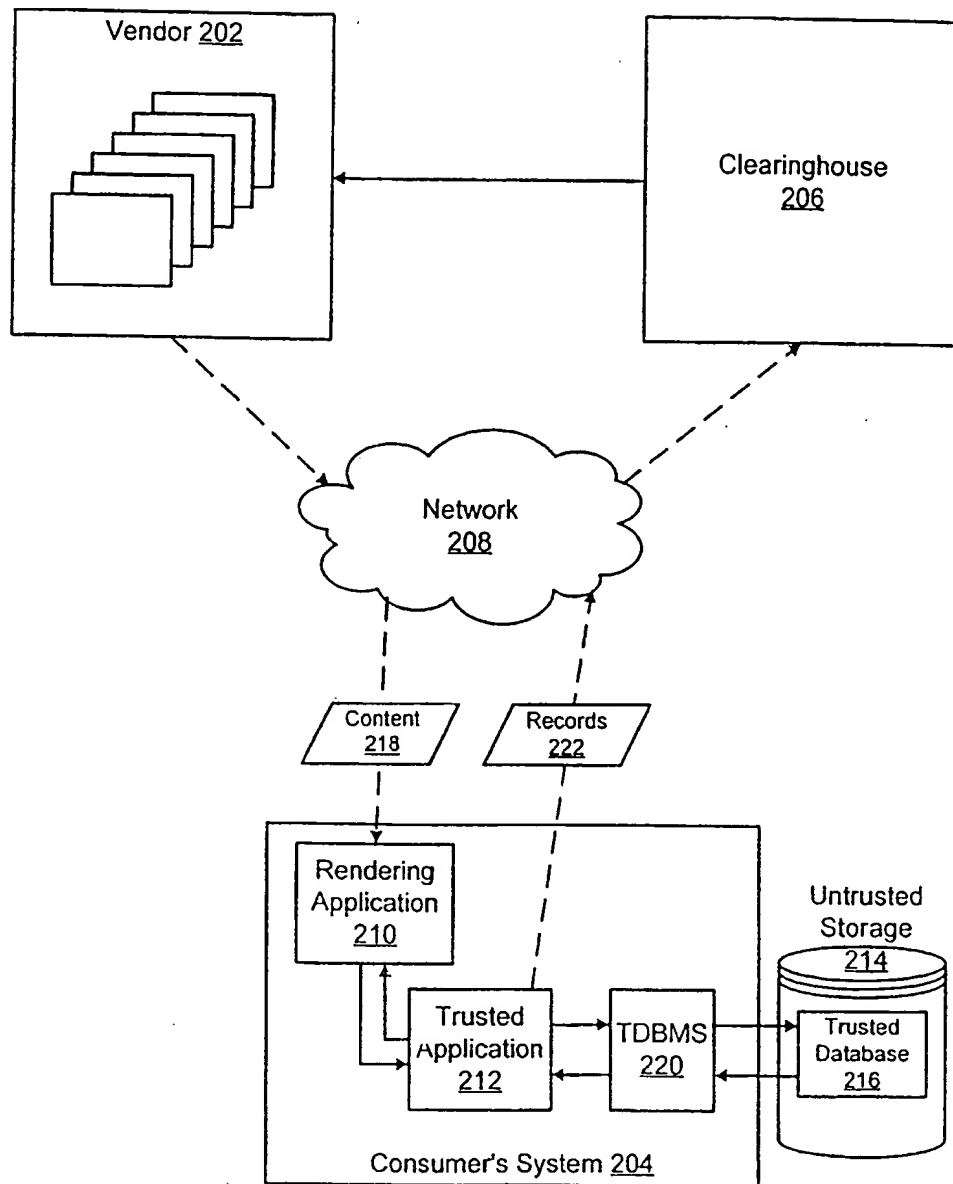 Vendor 202
Clearinghouse
206
Network
208
Content
218
Records
222
Rendering
Application
210
Trusted
Application
212
TDBMS
220
Untrusted
Storage
214
Trusted
Database
216
Consumer's System 204